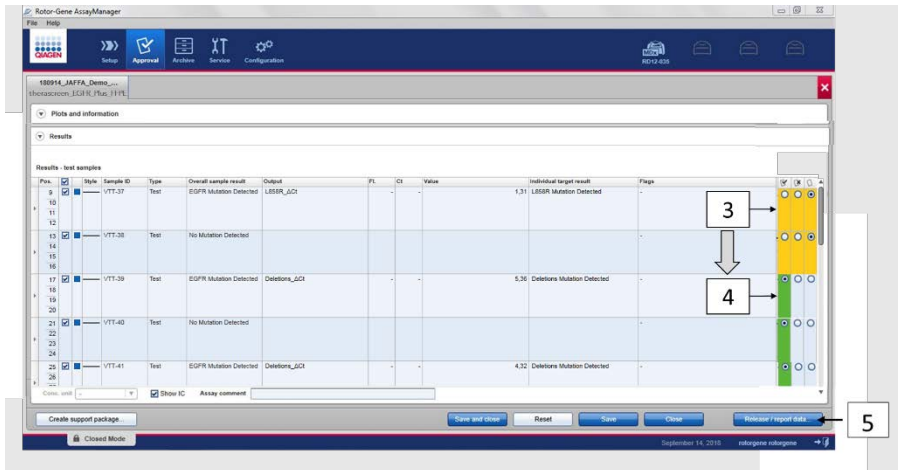 Rotor-Gene AssayManager
File Help
QIAGEN Setup Approval Archive Service Configuration
RD12-035
180914_JAFFA_Demo_...
therascreen_EGFR_Plus_FFPE
Plots and information
Results
Results - test samples
Pos. Style Sample ID Type Overall sample result Output Fl. Ct Value Individual target result Flags
9 VTT-37 Test EGFR Mutation Detected L858R_ΔCt - - 1,31 L858R Mutation Detected -
10
11
12
3
13 VTT-38 Test No Mutation Detected -
14
15
16
17 VTT-39 Test EGFR Mutation Detected Deletions_ΔCt - - 5,36 Deletions Mutation Detected -
18
19
20
4
21 VTT-40 Test No Mutation Detected -
22
23
24
25 VTT-41 Test EGFR Mutation Detected Deletions_ΔCt - - 4,32 Deletions Mutation Detected -
26
Conc. unit - Show IC Assay comment
Create support package... Save and close Reset Save Close Release / report data...
5
Closed Mode
September 14, 2018 rotorgene rotorgene